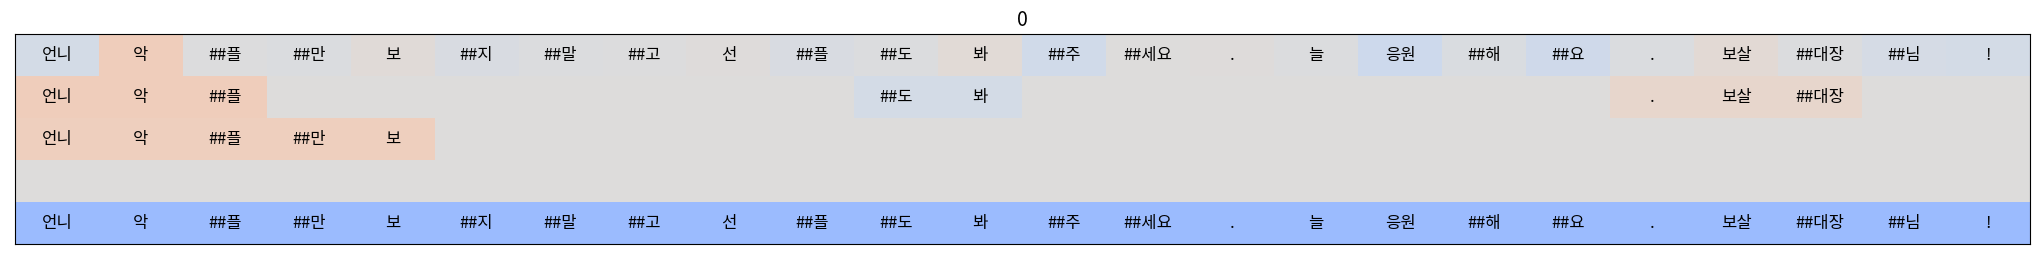 0
언니 악 ##플 ##만 보 ##지 ##말 ##고 선 ##플 ##도 봐 ##주 ##세요 . 늘 응원 ##해 ##요 . 보살 ##대장 ##님 !
언니 악 ##플 ##도 봐 . 보살 ##대장
언니 악 ##플 ##만 보
언니 악 ##플 ##만 보 ##지 ##말 ##고 선 ##플 ##도 봐 ##주 ##세요 . 늘 응원 ##해 ##요 . 보살 ##대장 ##님 !